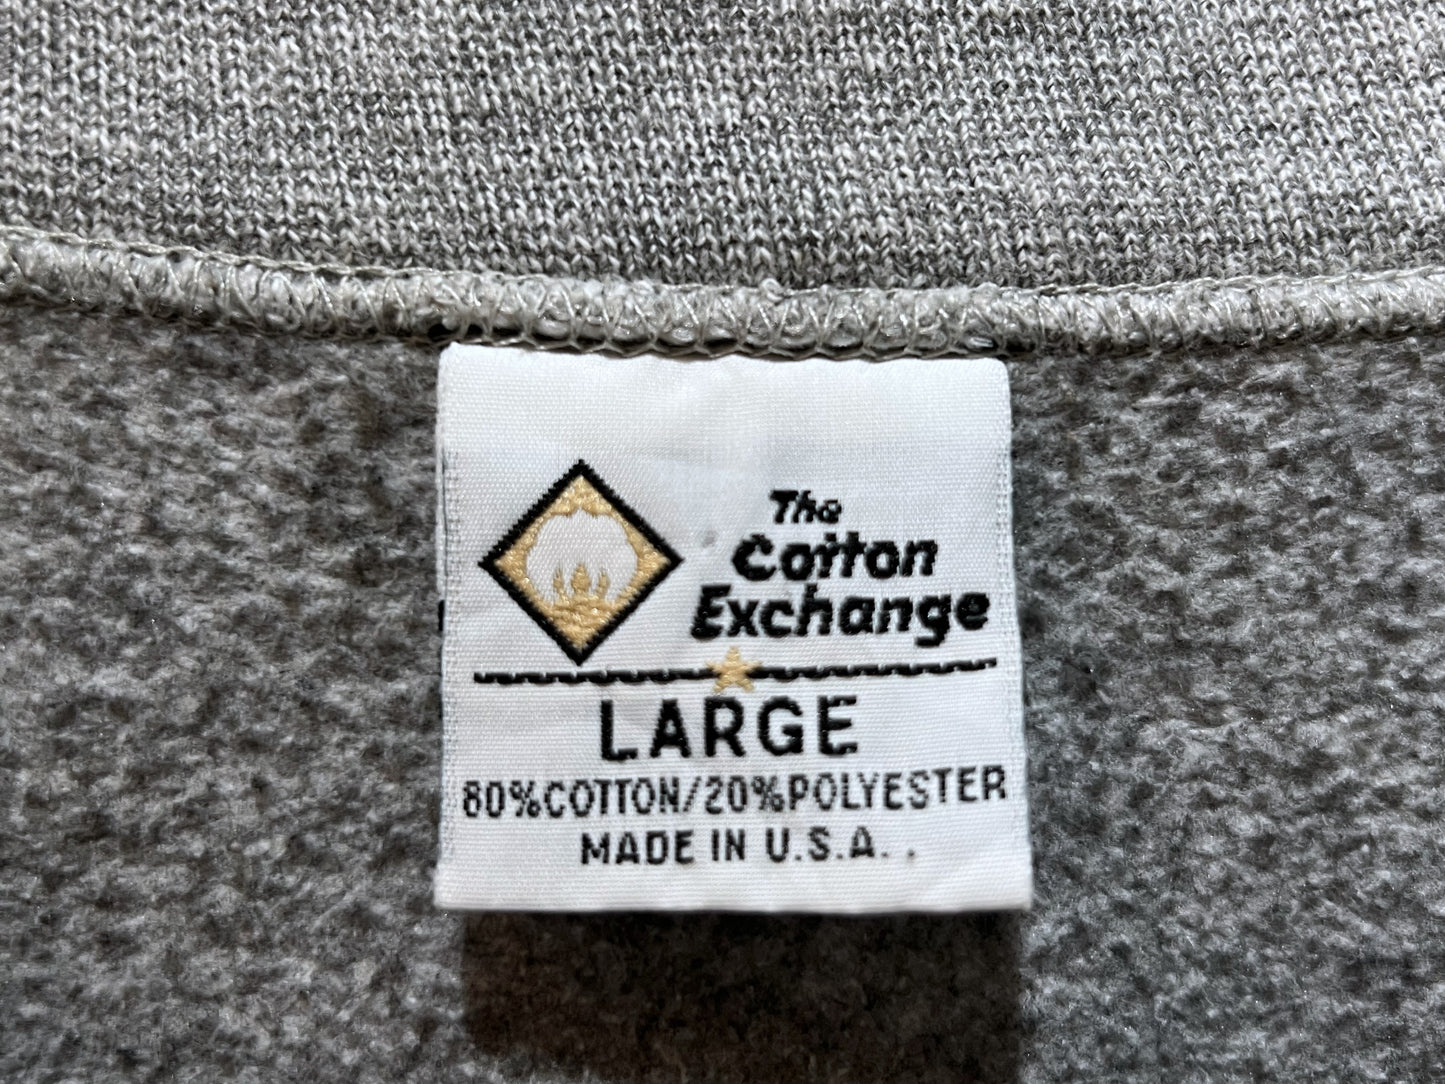 The
Cotton
Exchange
LARGE
80%COTTON/20%POLYESTER
MADE IN U.S.A. .